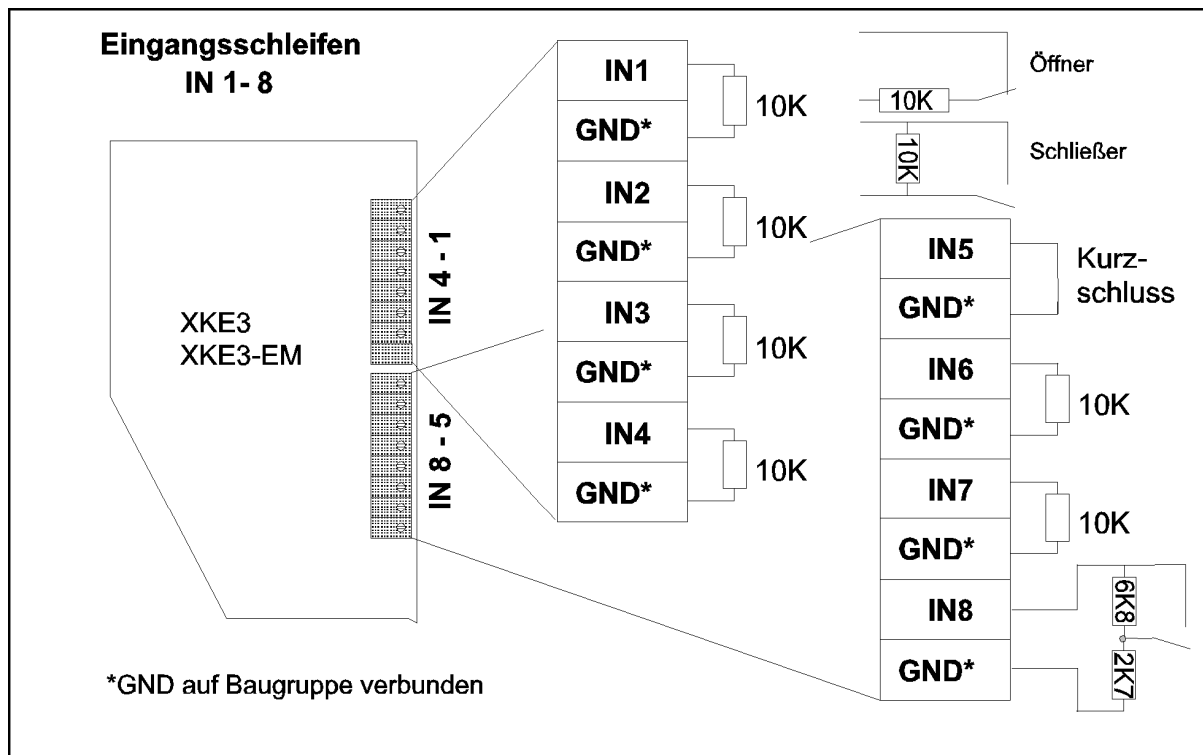 Eingangsschleifen
IN 1- 8
XKE3
XKE3-EM
IN 4 - 1
IN 8 - 5
*GND auf Baugruppe verbunden
IN1
GND*
10K
IN2
GND*
10K
IN3
GND*
10K
IN4
GND*
10K
10K
Öffner
10K
Schließer
IN5
GND*
Kurz-
schluss
IN6
GND*
10K
IN7
GND*
10K
IN8
GND*
6K8
2K7